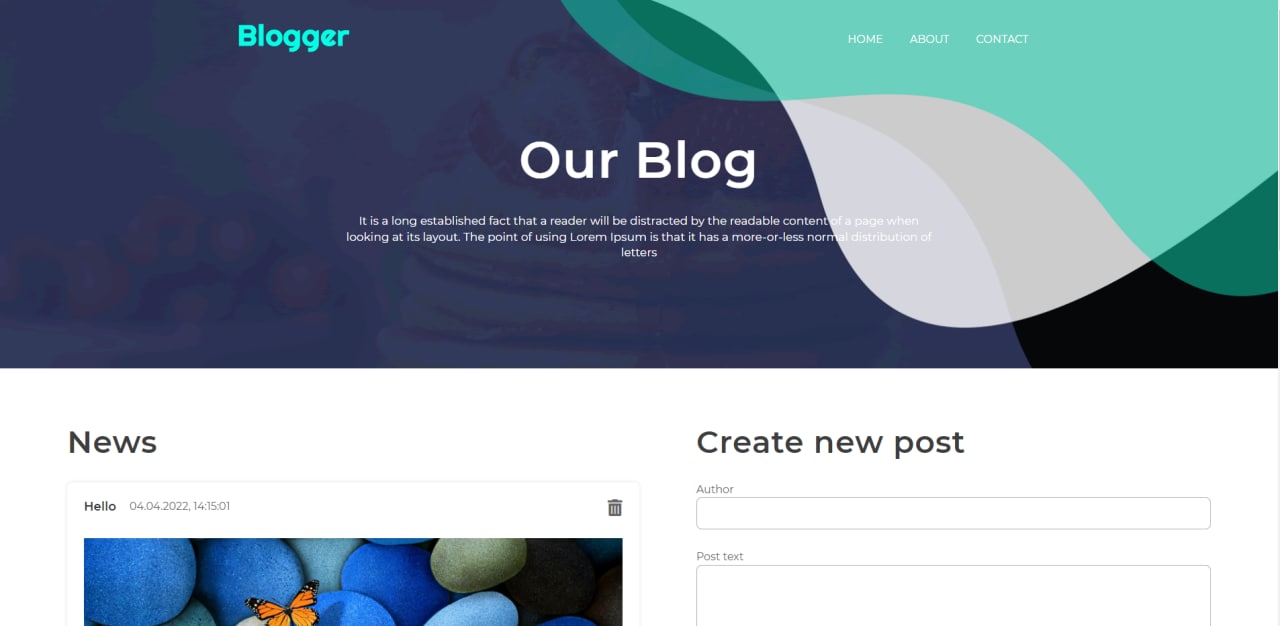 Blogger
HOME
ABOUT
CONTACT
Our Blog
It is a long established fact that a reader will be distracted by the readable content of a page when
looking at its layout. The point of using Lorem Ipsum is that it has a more-or-less normal distribution of
letters
News
Hello 04.04.2022, 14:15:01
Create new post
Author
Post text